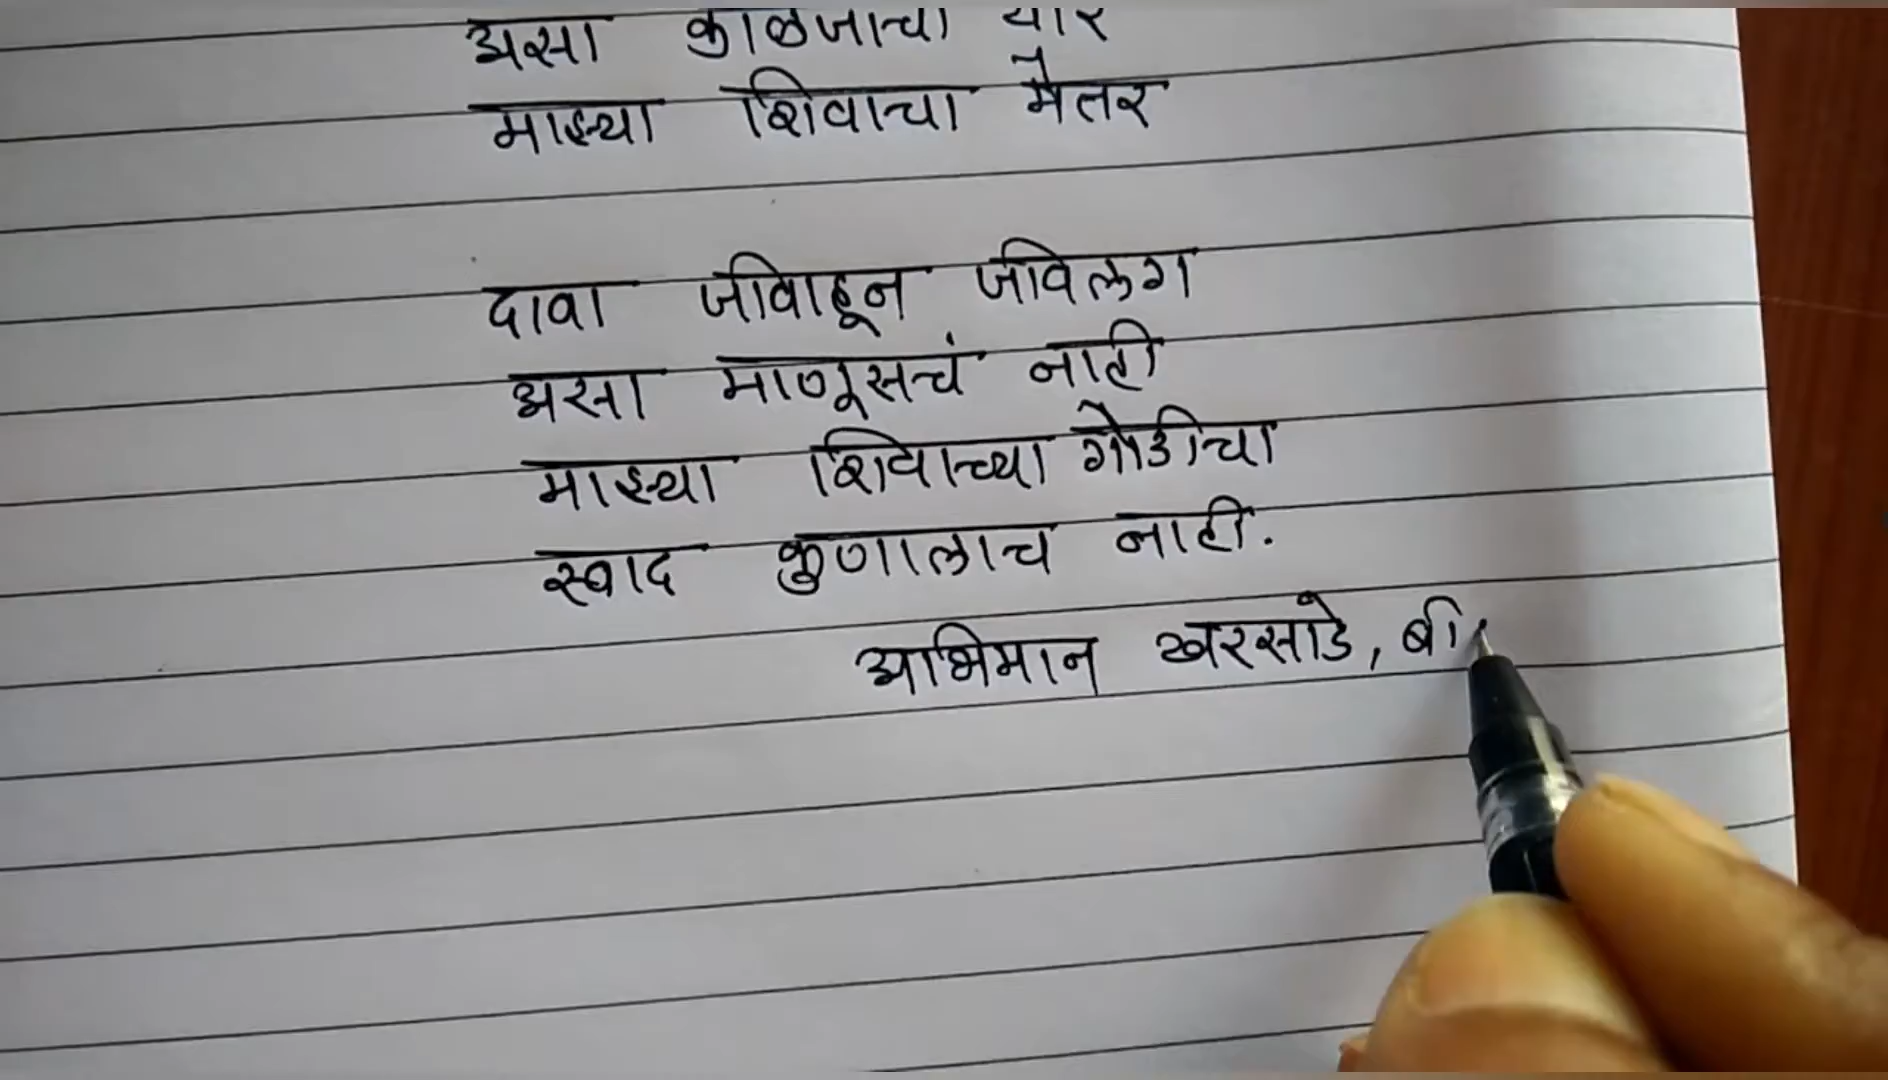 असा काळजाचा यार
माझ्या शिवाचा मैतर
दावा जीवाहून जीवलग
असा माणूसचं नाही
माझ्या शिवाच्या गोडीचा
स्वाद कुणालाच नाही.
अभिमान खरसाडे, बी